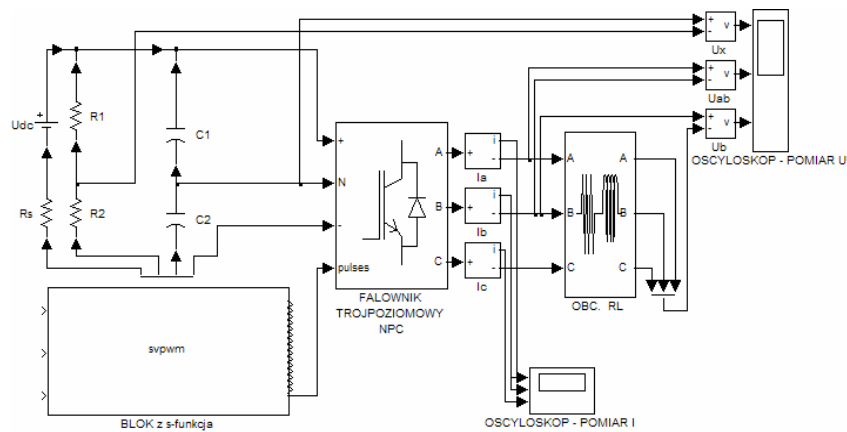 +
-
v
Ux
+
-
v
Uab
+
-
v
Ub
OSCYLOSKOP - POMIAR U
Udc
+
R1
C1
Rs
R2
C2
+
N
-
pulses
A
B
C
FALOWNIK
TROJPOZIOMOWY
NPC
+
i
-
Ia
+
i
-
Ib
+
i
-
Ic
A
B
C
A
B
C
OBC. RL
svpwm
BLOK z s-funkcja
OSCYLOSKOP - POMIAR I